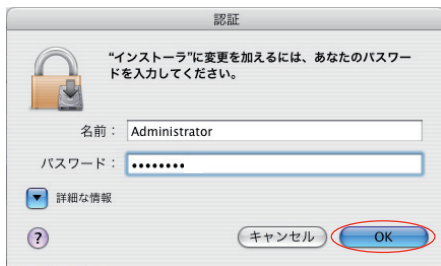 認証
“インストーラ”に変更を加えるには、あなたのパスワー
ドを入力してください。
名前： Administrator
パスワード： ••••••••
詳細な情報
?
キャンセル OK